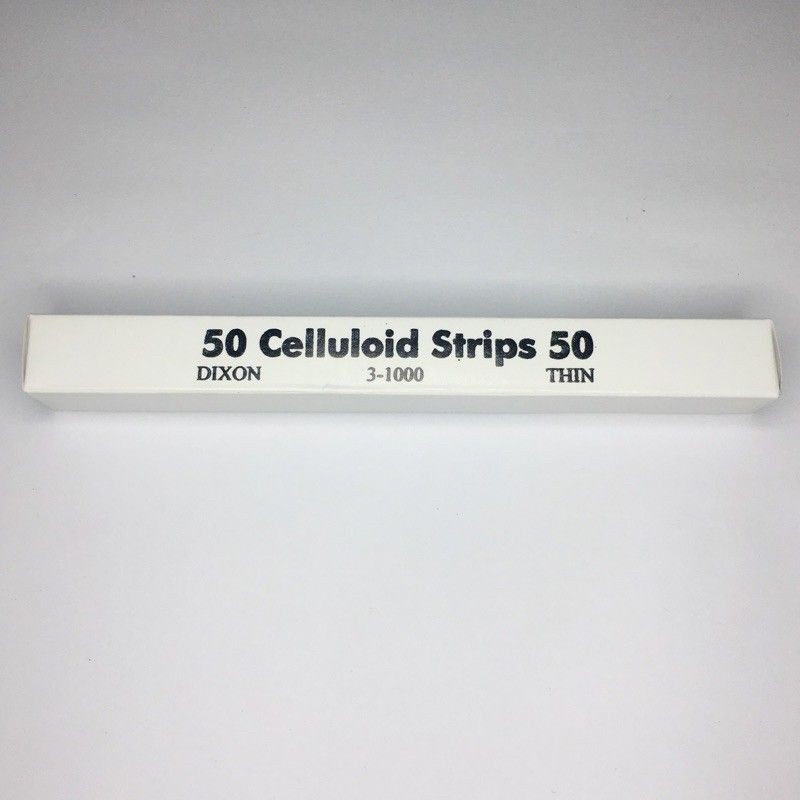 50 Celluloid Strips 50
DIXON 3-1000 THIN